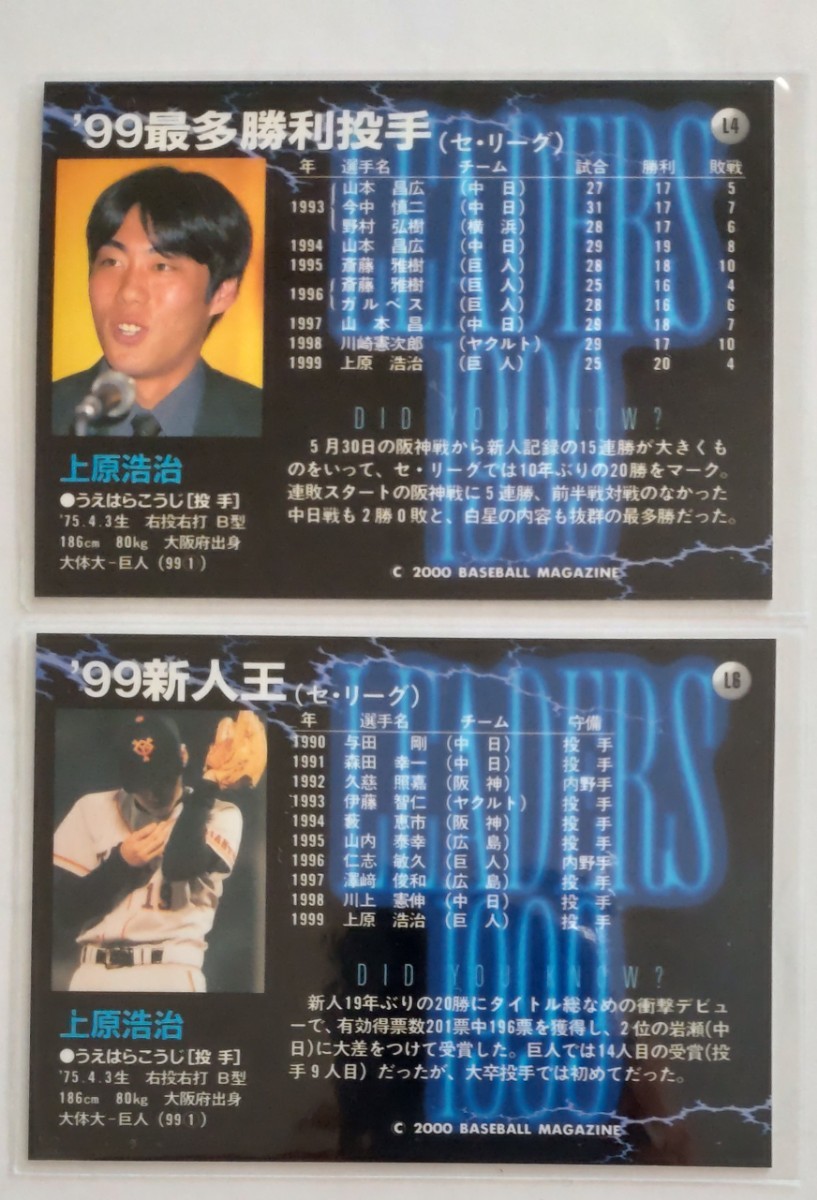 '99最多勝利投手(セ・リーグ) L4
LEADERS
1999
年 選手名 チーム 試合 勝利 敗戦
1993 山本 昌広 (中 日) 27 17 5
今中 慎二 (中 日) 31 17 7
野村 弘樹 (横 浜) 28 17 6
1994 山本 昌広 (中 日) 29 19 8
1995 斎藤 雅樹 (巨 人) 28 18 10
1996 斎藤 雅樹 (巨 人) 25 16 4
ガルベス (巨 人) 28 16 6
1997 山 本 昌 (中 日) 29 18 7
1998 川崎憲次郎 (ヤクルト) 29 17 10
1999 上原 浩治 (巨 人) 25 20 4
DID YOU KNOW?
5月30日の阪神戦から新人記録の15連勝が大きくも
のをいって、セ・リーグでは10年ぶりの20勝をマーク。
連敗スタートの阪神戦に5連勝、前半戦対戦のなかった
中日戦も2勝0敗と、白星の内容も抜群の最多勝だった。
上原浩治
●うえはらこうじ[投 手]
'75.4.3生 右投右打 B型
186cm 80kg 大阪府出身
大体大-巨人(99①)
C 2000 BASEBALL MAGAZINE
'99新人王(セ・リーグ) L6
LEADERS
1999
年 選手名 チーム 守備
1990 与田 剛 (中 日) 投 手
1991 森田 幸一 (中 日) 投 手
1992 久慈 照嘉 (阪 神) 内野手
1993 伊藤 智仁 (ヤクルト) 投 手
1994 藪 恵市 (阪 神) 投 手
1995 山内 泰幸 (広 島) 投 手
1996 仁志 敏久 (巨 人) 内野手
1997 澤﨑 俊和 (広 島) 投 手
1998 川上 憲伸 (中 日) 投 手
1999 上原 浩治 (巨 人) 投 手
DID YOU KNOW?
新人19年ぶりの20勝にタイトル総なめの衝撃デビュ
ーで、有効得票数201票中196票を獲得し、2位の岩瀬(中
日)に大差をつけて受賞した。巨人では14人目の受賞(投
手9人目)だったが、大卒投手では初めてだった。
上原浩治
●うえはらこうじ[投 手]
'75.4.3生 右投右打 B型
186cm 80kg 大阪府出身
大体大-巨人(99①)
C 2000 BASEBALL MAGAZINE